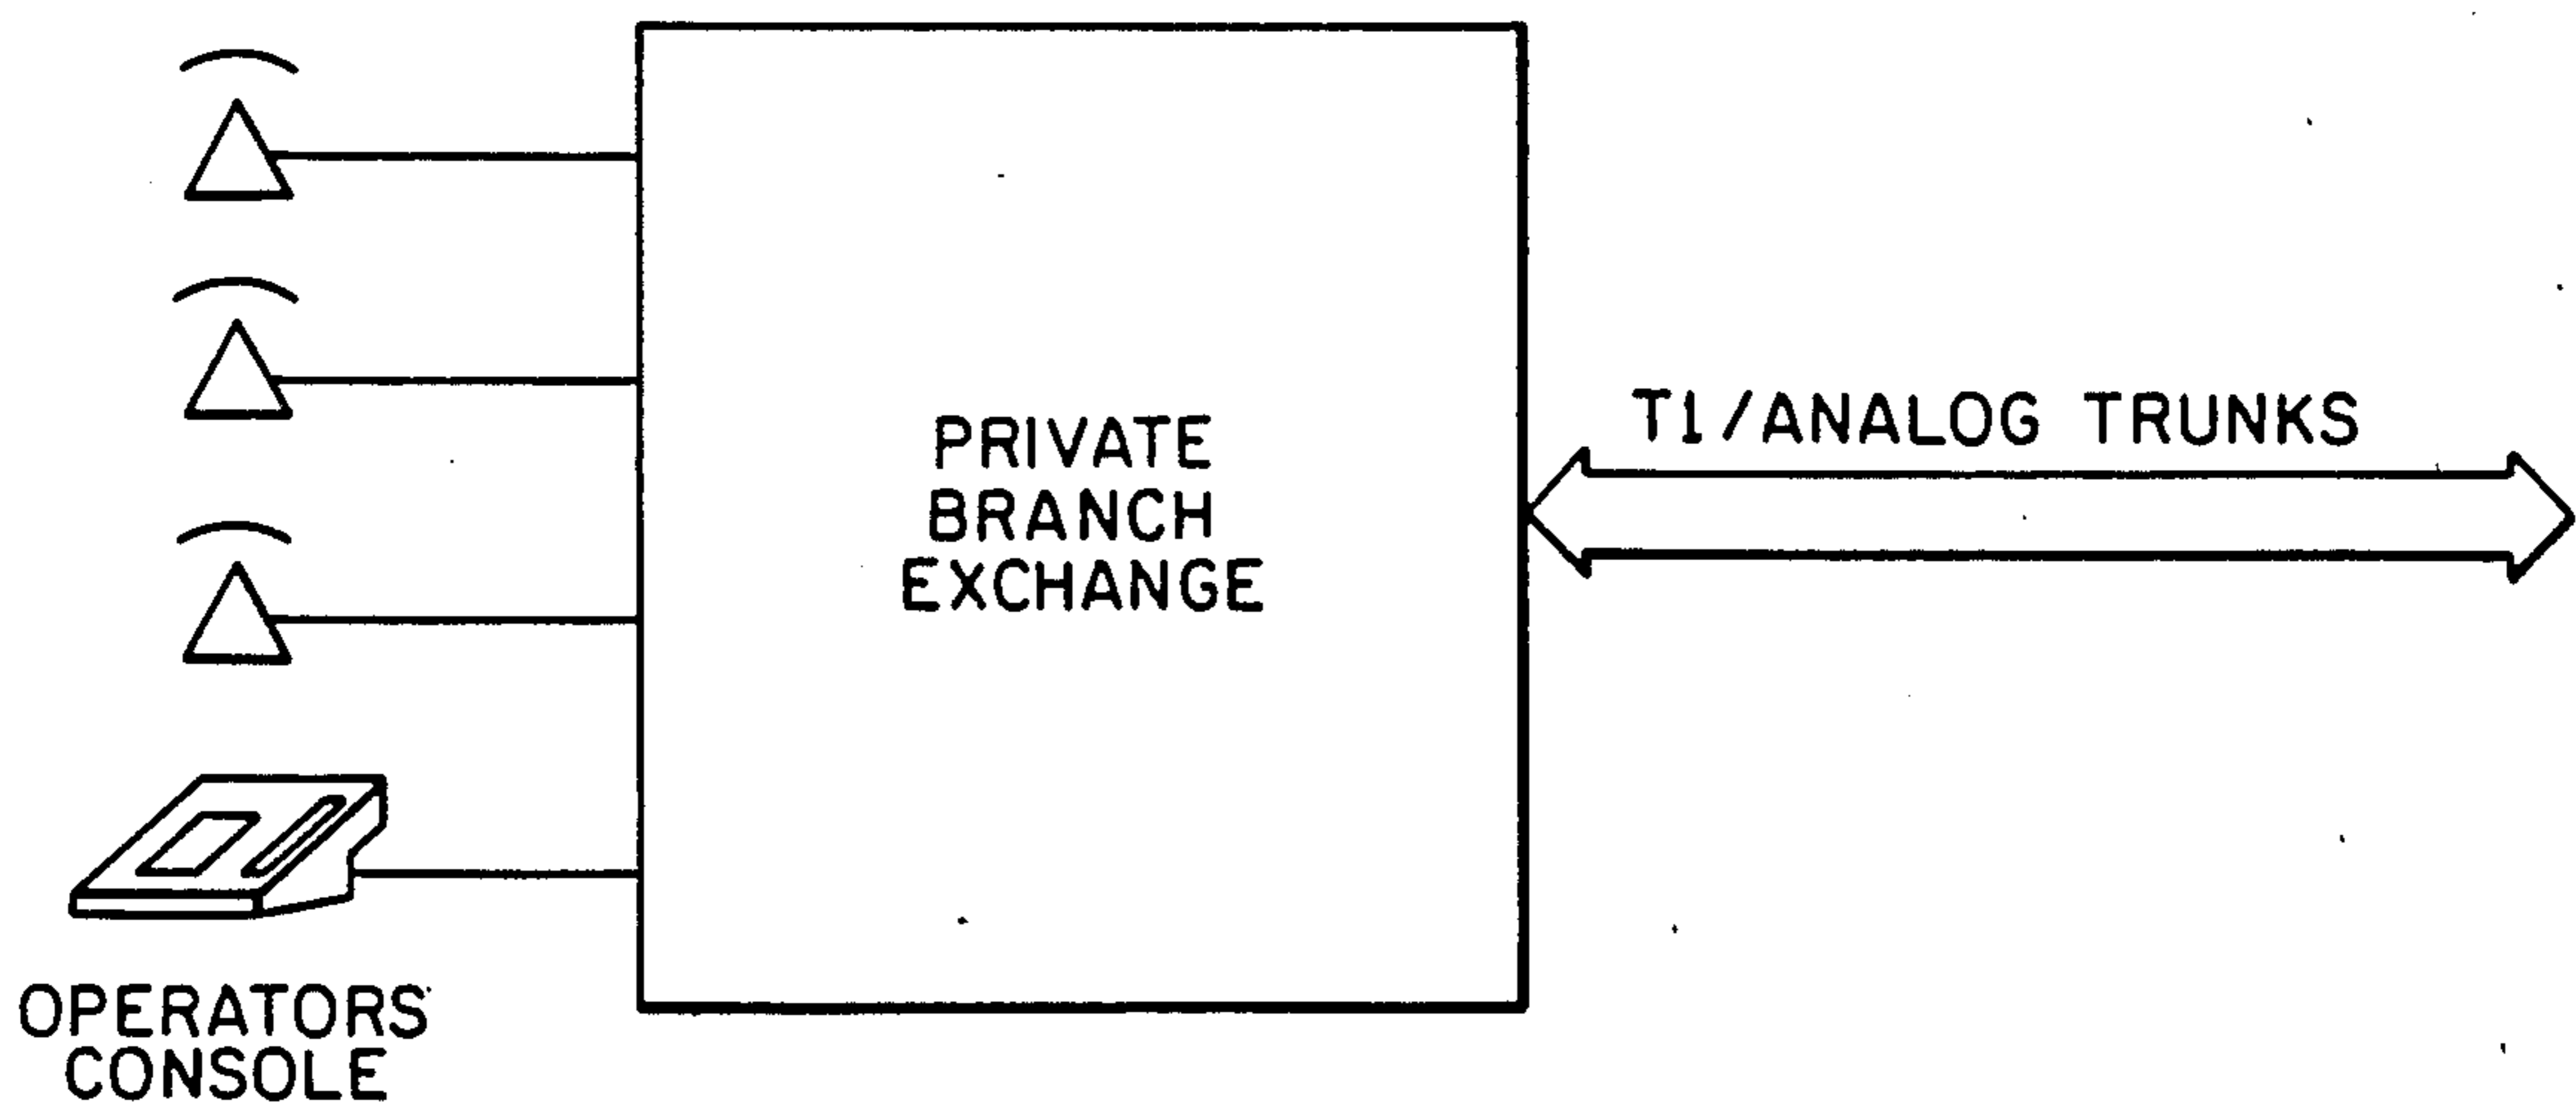 PRIVATE
BRANCH
EXCHANGE
T1/ANALOG TRUNKS
OPERATORS
CONSOLE